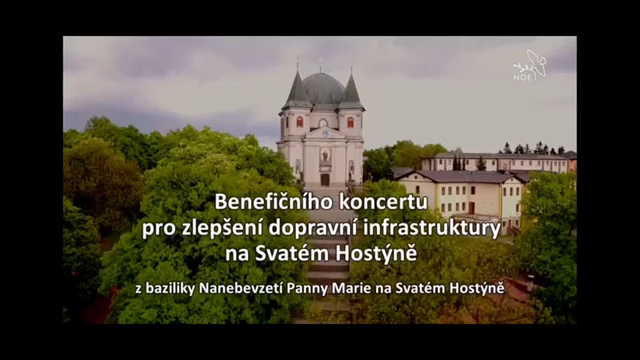 NOE
Benefičního koncertu
pro zlepšení dopravní infrastruktury
na Svatém Hostýně
z baziliky Nanebevzetí Panny Marie na Svatém Hostýně